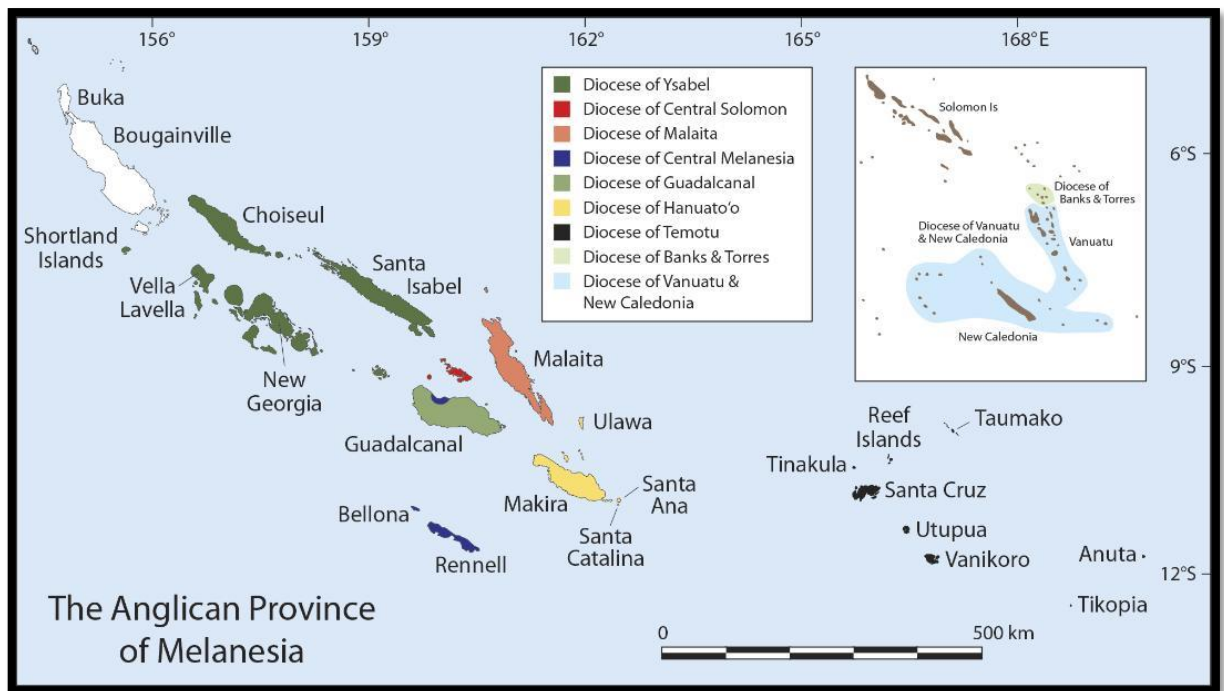 156°
159°
162°
165°
168°E
Buka
Bougainville
Shortland
Islands
Choiseul
Vella
Lavella
Santa
Isabel
New
Georgia
Malaita
Guadalcanal
Ulawa
Makira
Santa
Ana
Santa
Catalina
Bellona
Rennell
Diocese of Ysabel
Diocese of Central Solomon
Diocese of Malaita
Diocese of Central Melanesia
Diocese of Guadalcanal
Diocese of Hanuato'o
Diocese of Temotu
Diocese of Banks & Torres
Diocese of Vanuatu &
New Caledonia
Solomon Is
Diocese of
Banks & Torres
Diocese of Vanuatu
& New Caledonia
Vanuatu
New Caledonia
6°S
9°S
12°S
Reef
Islands
Taumako
Tinakula
Santa Cruz
Utupua
Vanikoro
Anuta
Tikopia
The Anglican Province
of Melanesia
0
500 km